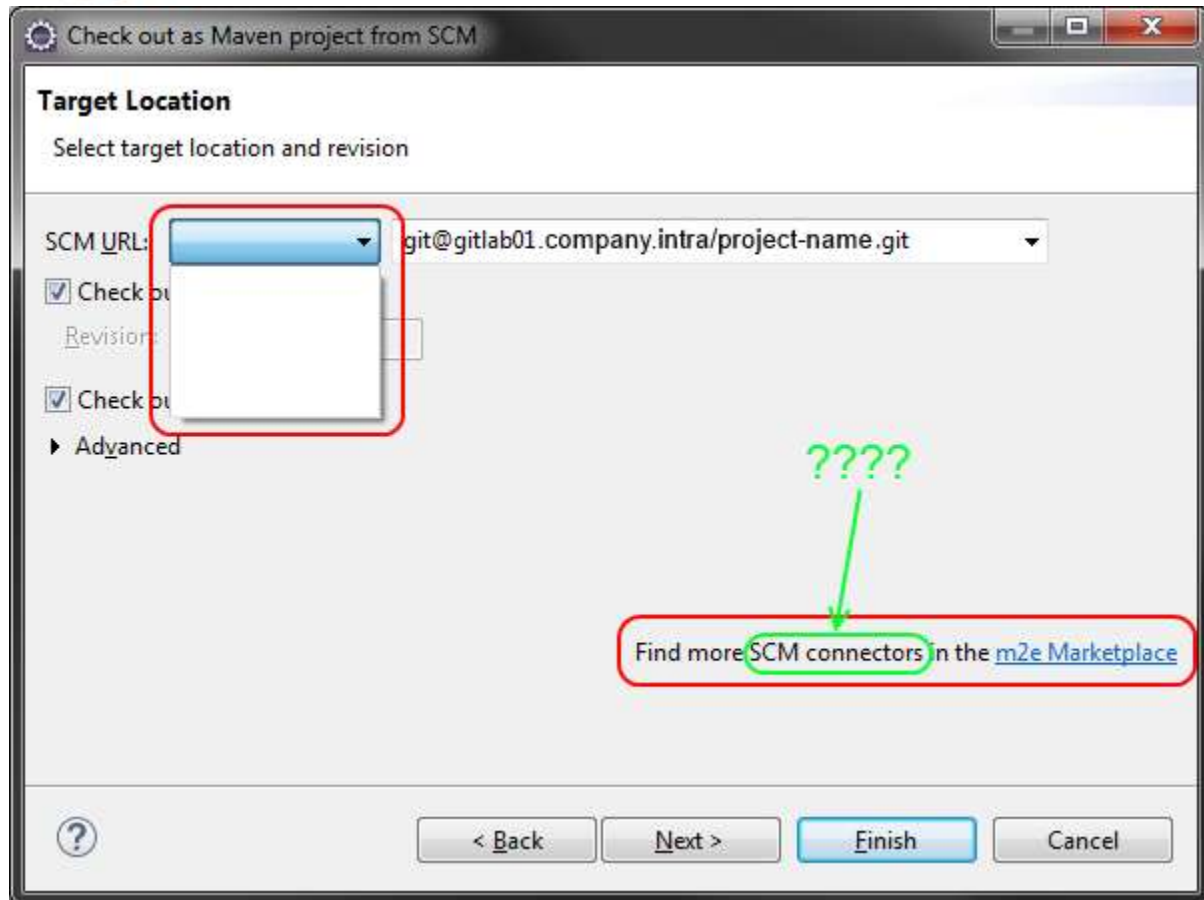 Check out as Maven project from SCM
Target Location
Select target location and revision
SCM URL: git@gitlab01.company.intra/project-name.git
Check ou
Revision:
Check ou
Advanced
????
Find more SCM connectors in the m2e Marketplace
? < Back Next > Finish Cancel